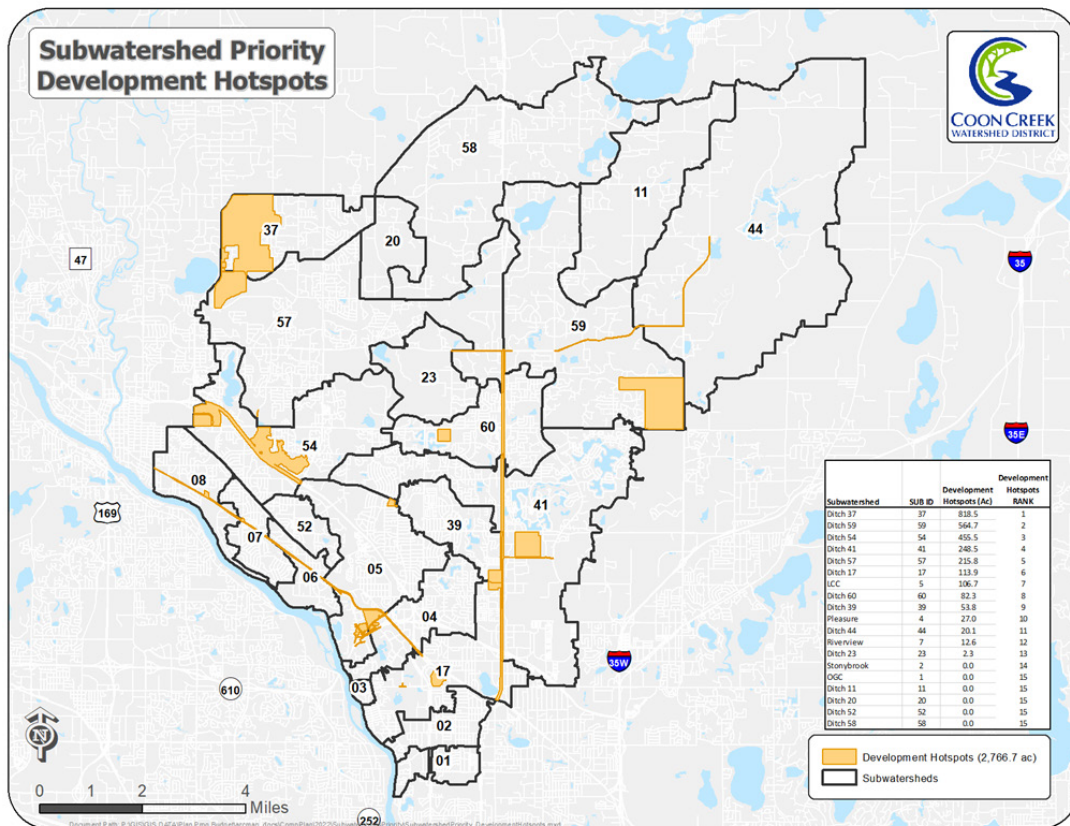 Subwatershed Priority
Development Hotspots
COON CREEK
WATERSHED DISTRICT
58
11
37
20
44
47
35
57
59
23
60
35E
54
08
41
169
52
39
07
05
06
04
35W
17
03
610
02
01
252
N
0 1 2 4
Miles
Subwatershed SUB ID Development Hotspots (Ac) Development Hotspots RANK
Ditch 37 37 818.5 1
Ditch 59 59 564.7 2
Ditch 54 54 455.5 3
Ditch 41 41 248.5 4
Ditch 57 57 215.8 5
Ditch 17 17 113.9 6
LCC 5 106.7 7
Ditch 60 60 82.3 8
Ditch 39 39 53.8 9
Pleasure 4 27.0 10
Ditch 44 44 20.1 11
Riverview 7 12.6 12
Ditch 23 23 2.3 13
Stonybrook 2 0.0 14
OGC 1 0.0 15
Ditch 11 11 0.0 15
Ditch 20 20 0.0 15
Ditch 52 52 0.0 15
Ditch 58 58 0.0 15
Development Hotspots (2,766.7 ac)
Subwatersheds